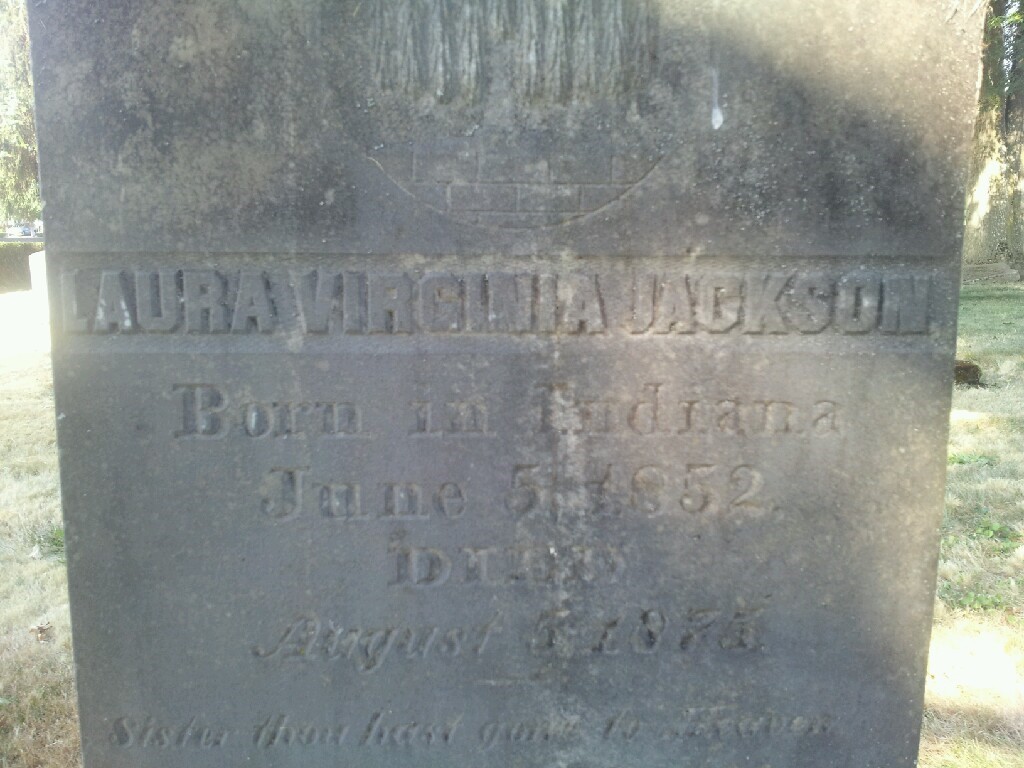 LAURA VIRGINIA JACKSON
Born in Indiana
June 5, 1852.
DIED
August 5, 1875.
Sister thou hast gone to Heaven